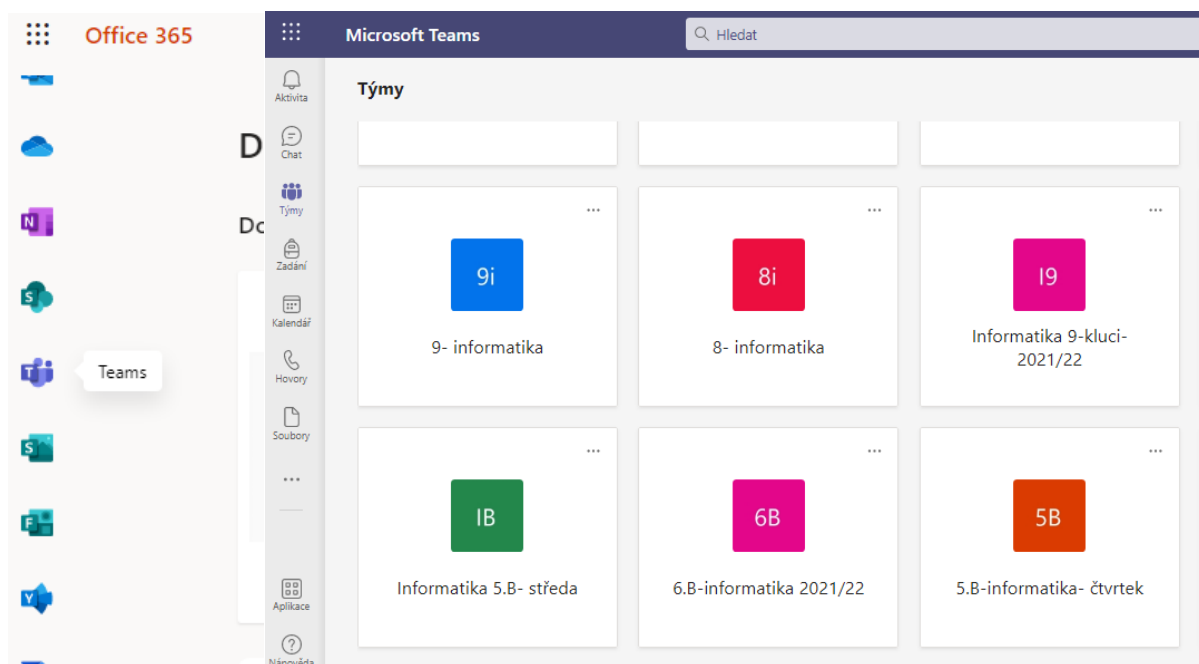 Office 365
D
Do
Teams
Microsoft Teams
Hledat
Aktivita
Chat
Týmy
Zadání
Kalendář
Hovory
Soubory
...
Aplikace
Nápověda
Týmy
...
9i
9- informatika
...
8i
8- informatika
...
I9
Informatika 9-kluci-
2021/22
...
IB
Informatika 5.B- středa
...
6B
6.B-informatika 2021/22
...
5B
5.B-informatika- čtvrtek
N
S
T
S
F
Y